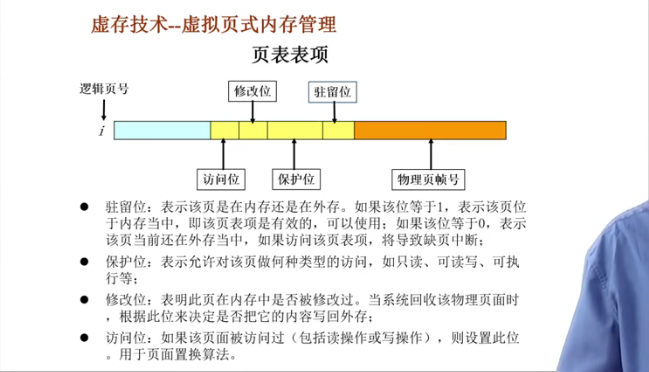 虚存技术--虚拟页式内存管理
页表表项
逻辑页号
修改位
驻留位
i
访问位
保护位
物理页帧号
● 驻留位：表示该页是在内存还是在外存。如果该位等于1，表示该页位
于内存当中，即该页表项是有效的，可以使用；如果该位等于0，表示
该页当前还在外存当中，如果访问该页表项，将导致缺页中断；
● 保护位：表示允许对该页做何种类型的访问，如只读、可读写、可执
行等；
● 修改位：表明此页在内存中是否被修改过。当系统回收该物理页面时
，根据此位来决定是否把它的内容写回外存；
● 访问位：如果该页面被访问过（包括读操作或写操作），则设置此位
。用于页面置换算法。